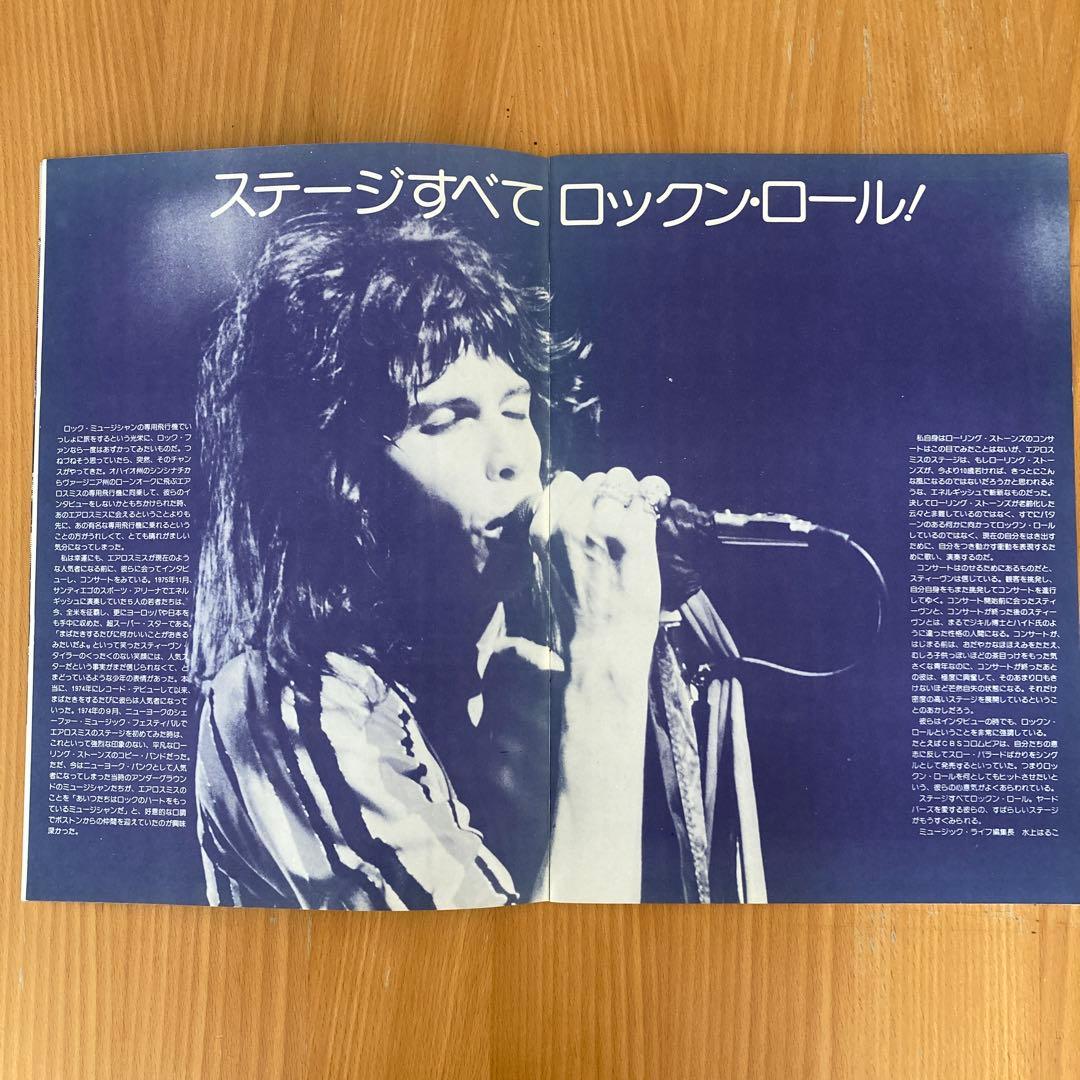 ステージすべてロックン・ロール!
ロック・ミュージシャンの専用飛行機でい
っしょに旅をするという光栄に、ロック・フ
ァンなら一度はあずかってみたいものだ。つ
ねづねそう思っていたら、突然、そのチャン
スがやってきた。オハイオ州のシンシナチか
らヴァージニア州のローンオークに飛ぶエア
ロスミスの専用飛行機に同乗して、彼らのイ
ンタビューをしないかともちかけられた時、
あのエアロスミスに会えるということよりも
先に、あの有名な専用飛行機に乗れるという
ことの方がうれしくて、とても晴れがましい
気分になってしまった。
私は幸運にも、エアロスミスが現在のよう
な人気者になる前に、彼らに会ってインタビ
ューし、コンサートをみている。1975年11月、
サンティエゴのスポーツ・アリーナでエネル
ギッシュに演奏していた5人の若者たちは、
今、全米を征覇し、更にヨーロッパや日本を
も手中に収めた、超スーパー・スターである。
「まばたきするたびに何かいいことがおきる
みたいだよ」といって笑ったスティーヴン・
タイラーのくったくのない笑顔には、人気ス
ターだという事実がまだ信じられなくて、と
まどっているような少年の表情があった。本
当に、1974年にレコード・デビューして以来、
まばたきをするたびに彼らは人気者になって
いった。1974年の9月、ニューヨークのシェ
ーファー・ミュージック・フェスティバルで
エアロスミスのステージを初めてみた時は、
これといって強烈な印象のない、平凡なロー
リング・ストーンズのコピー・バンドだった。
ただ、今はニューヨーク・パンクとして人気
者になってしまった当時のアンダーグラウン
ドのミュージシャンたちが、エアロスミスの
ことを「あいつたちはロックのハートをもっ
ているミュージシャンだ」と、好意的な口調
でボストンからの仲間を迎えていたのが興味
深かった。
私自身はローリング・ストーンズのコンサ
ートはこの目でみたことはないが、エアロス
ミスのステージは、もしローリング・ストー
ンズが、今より10歳若ければ、きっとにこん
な風になるのではないだろうかと思われるよ
うな、エネルギッシュで斬新なものだった。
決してローリング・ストーンズが名前化した
云々と非難しているのではなく、すでにパタ
ーンのある何かに向かってロックン・ロール
しているのではなく、現在の自分をはき出す
ために、自分をつき動かす衝動を表現するた
めに歌い、演奏するのだ。
コンサートはのせるためにあるものだと、
スティーヴンは信じている。観客を挑発し、
自分自身をもまた挑発してコンサートを進行
してゆく。コンサート開始前に会ったスティ
ーヴンと、コンサートが終った後のスティー
ヴンとは、まるでジキル博士とハイド氏のよ
うに違った性格の人間になる。コンサートが、
はじまる前は、おだやかなほほえみをたたえ、
むしろ子供っぽいほどの茶目っけをもった気
さくな青年なのに、コンサートが終ったあと
の彼は、極度に興奮して、そのあまり口もき
けないほど茫然自失の状態になる。それだけ
密度の高いステージを展開しているというこ
とのあかしだろう。
彼らはインタビューの時でも、ロックン・
ロールということを非常に強調している。
たとえばCBSコロムビアは、自分たちの意
志に反してスロー・バラードばかりをシング
ルとして発売するといっていた。つまりロッ
クン・ロールを何としてもヒットさせたいと
いう、彼らの心意気がよくあらわれている。
ステージすべてロックン・ロール。ヤード
バーズを愛する彼らの、すばらしいステージ
がもうすぐみられる。
ミュージック・ライフ編集長 水上はるこ